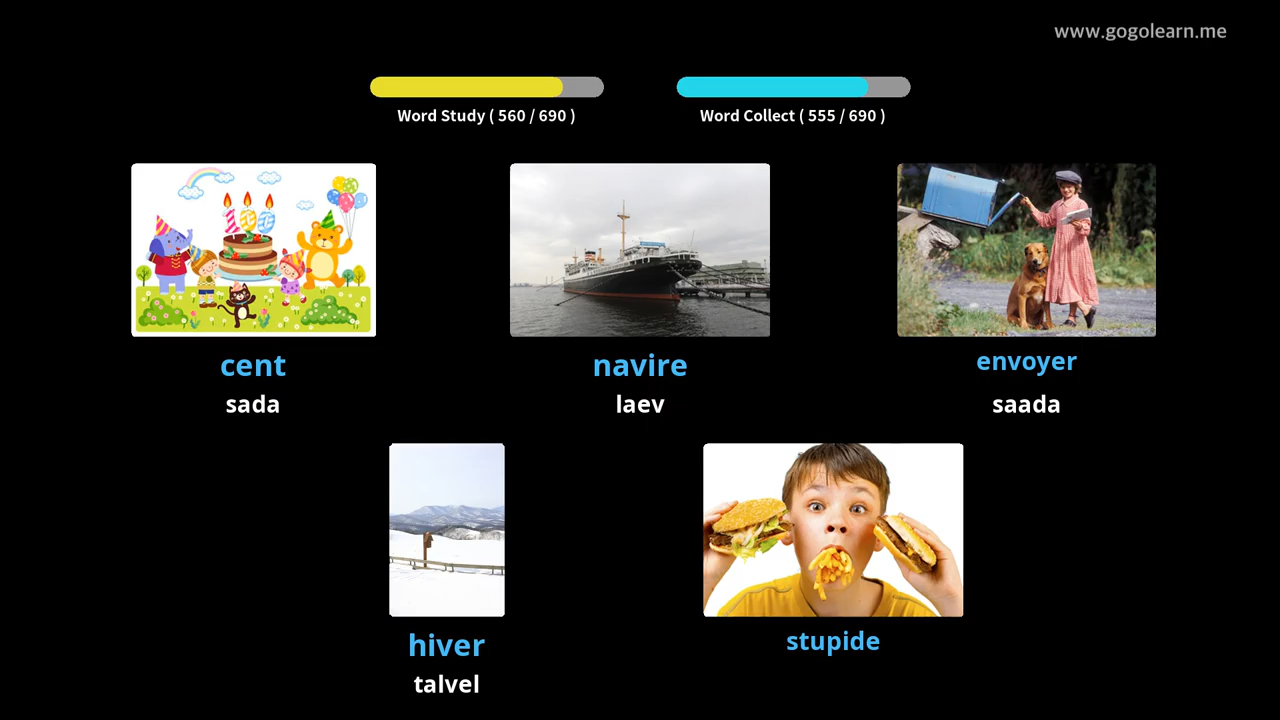 www.gogolearn.me
Word Study ( 560 / 690 )
Word Collect ( 555 / 690 )
100
cent
sada
navire
laev
envoyer
saada
hiver
talvel
stupide